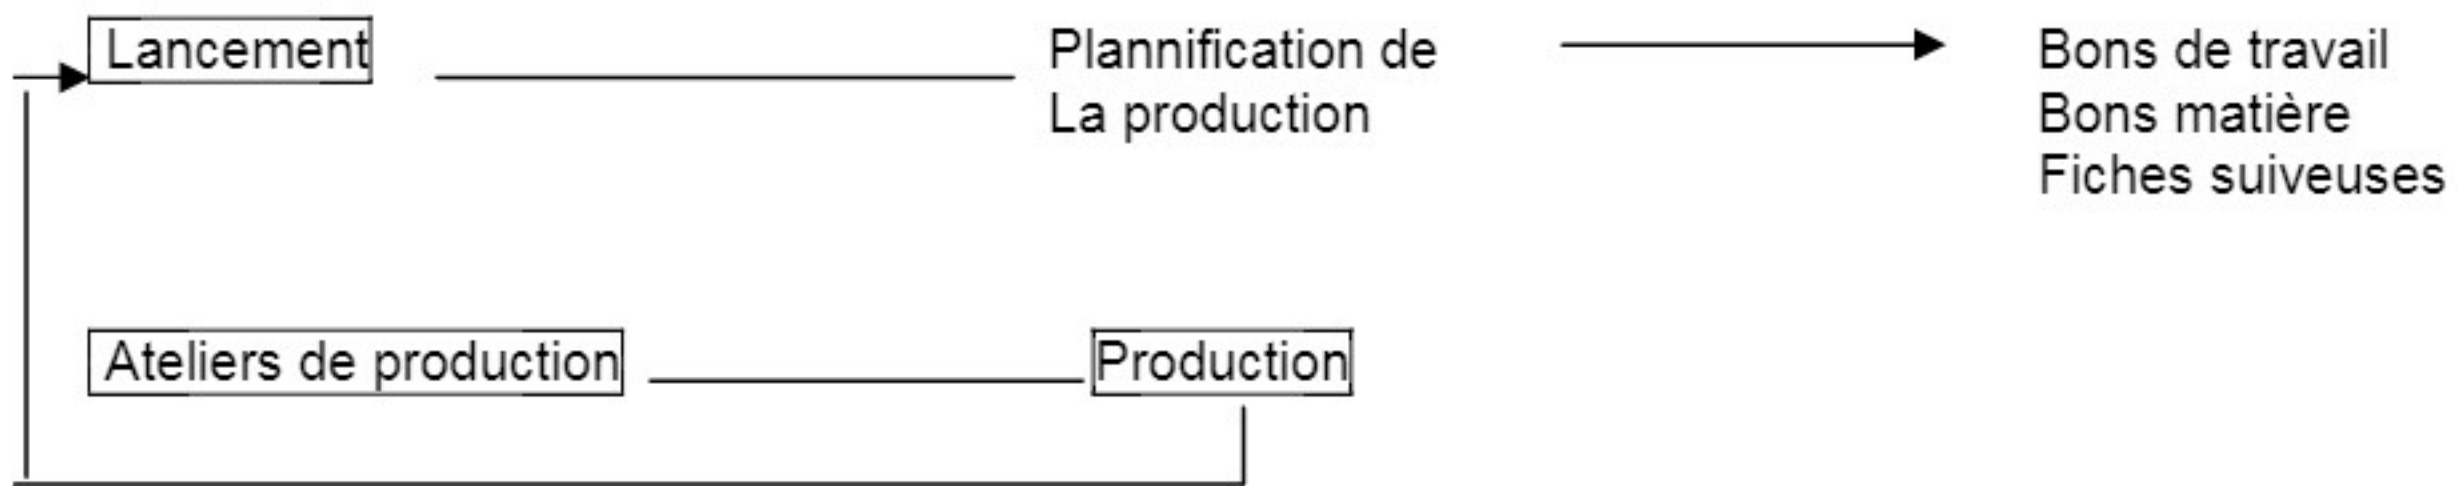 Lancement
Plannification de
La production
Bons de travail
Bons matière
Fiches suiveuses
Ateliers de production
Production